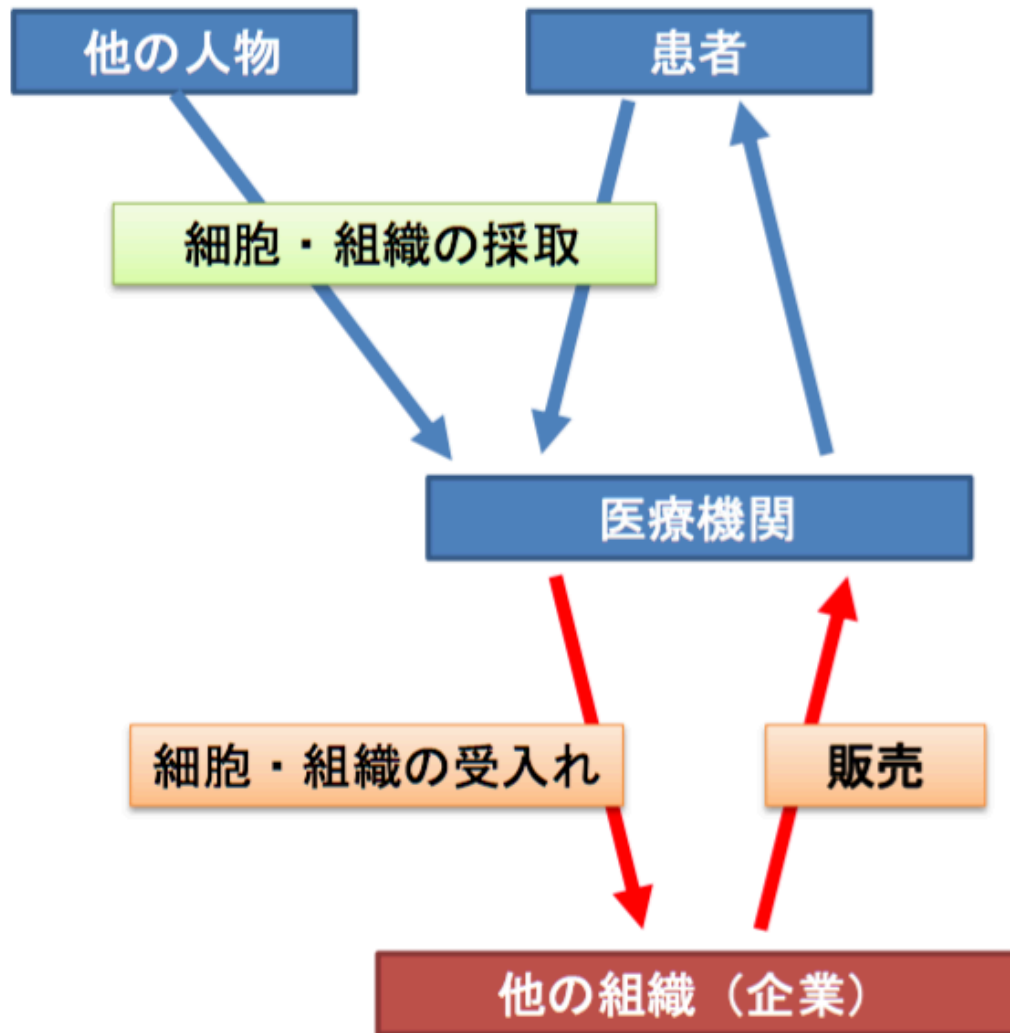 他の人物
患者
細胞・組織の採取
医療機関
細胞・組織の受入れ
販売
他の組織（企業）